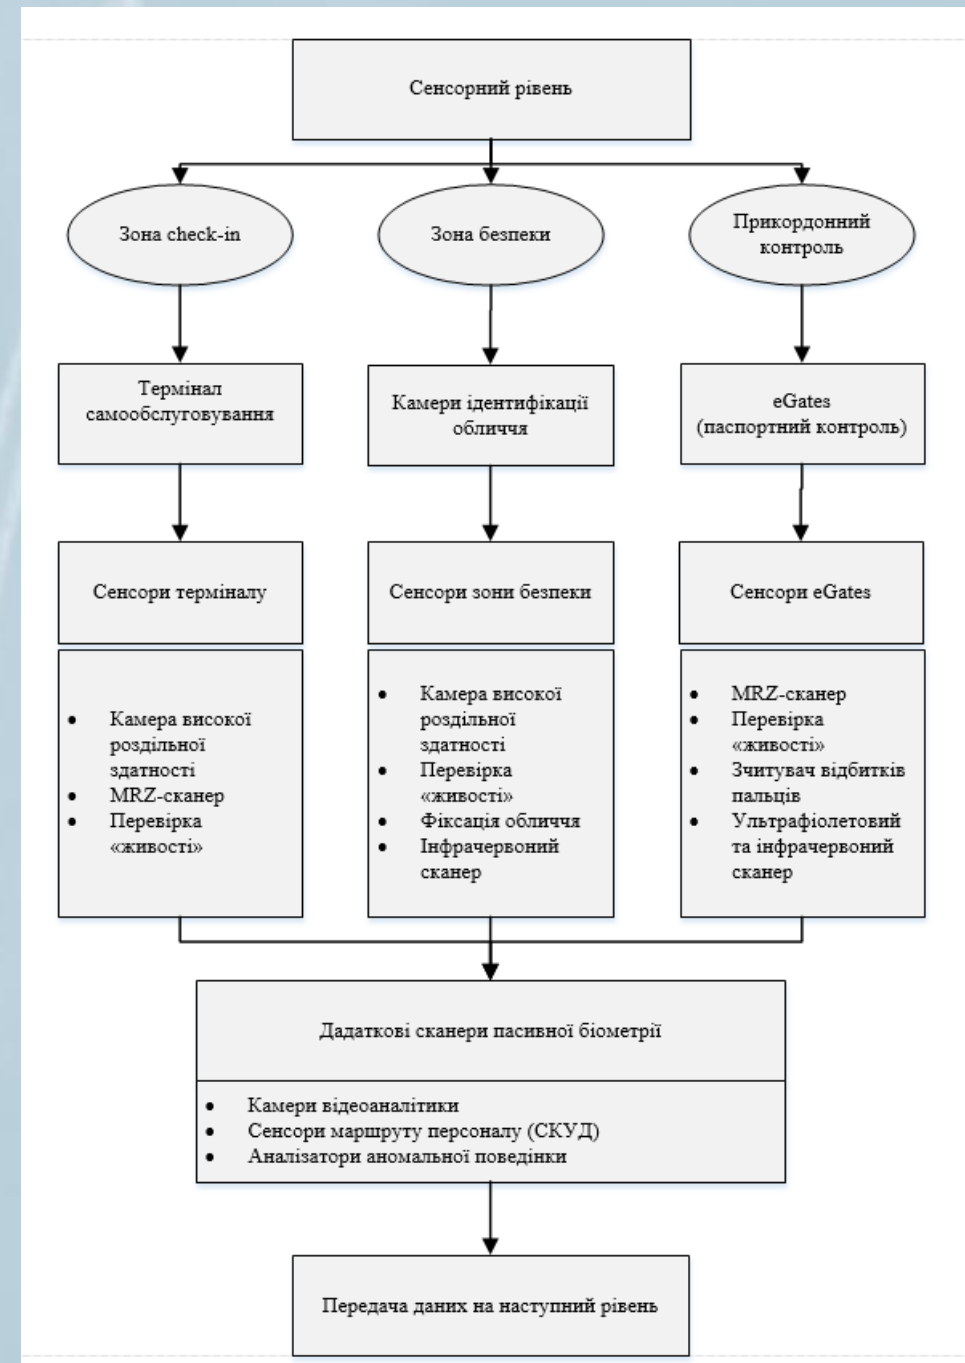 Сенсорний рівень
Зона check-in
Зона безпеки
Прикордонний
контроль
Термінал
самообслуговування
Камери ідентифікації
обличчя
eGates
(паспортний контроль)
Сенсори терміналу
Сенсори зони безпеки
Сенсори eGates
• Камера високої
роздільної
здатності
• MRZ-сканер
• Перевірка
«живості»
• Камера високої
роздільної
здатності
• Перевірка
«живості»
• Фіксація обличчя
• Інфрачервоний
сканер
• MRZ-сканер
• Перевірка
«живості»
• Зчитувач відбитків
пальців
• Ультрафіолетовий
та інфрачервоний
сканер
Дадаткові сканери пасивної біометрії
• Камери відеоаналітики
• Сенсори маршруту персоналу (СКУД)
• Аналізатори аномальної поведінки
Передача даних на наступний рівень